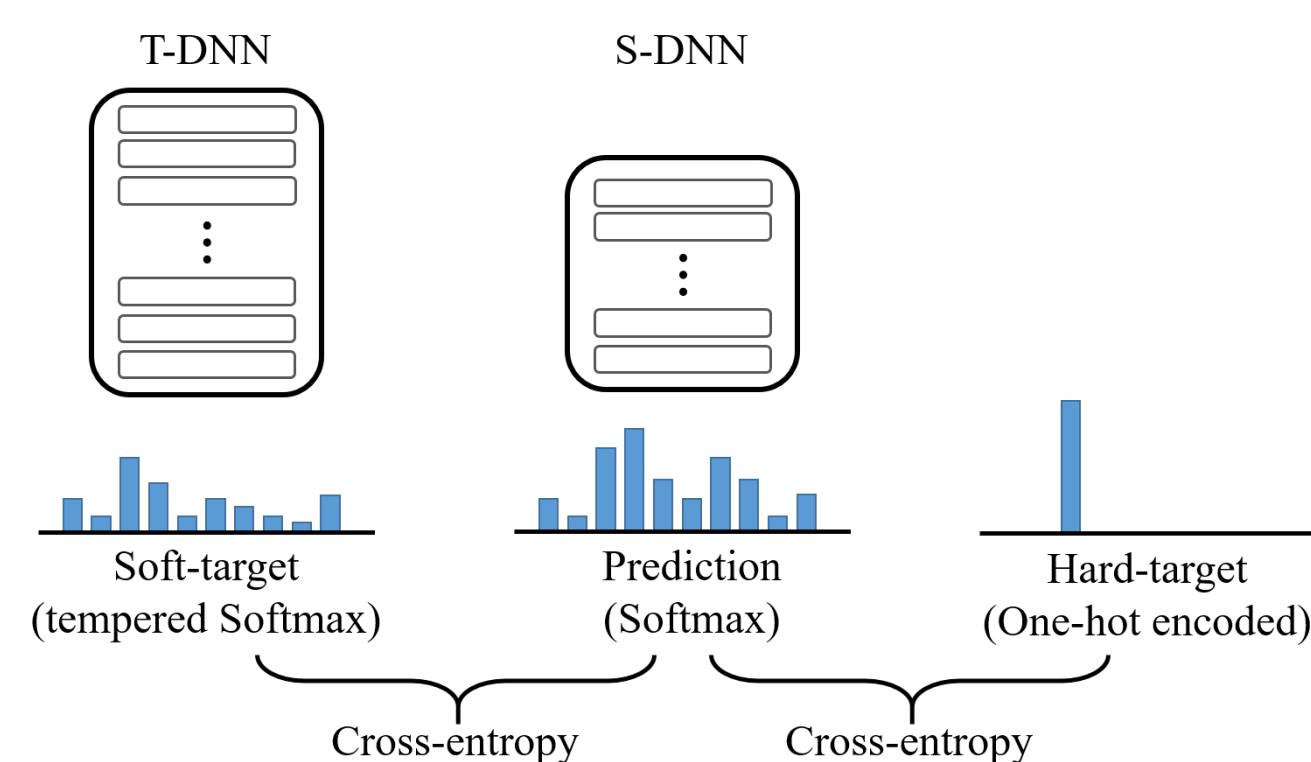 T-DNN
S-DNN
Soft-target
(tempered Softmax)
Prediction
(Softmax)
Hard-target
(One-hot encoded)
Cross-entropy
Cross-entropy